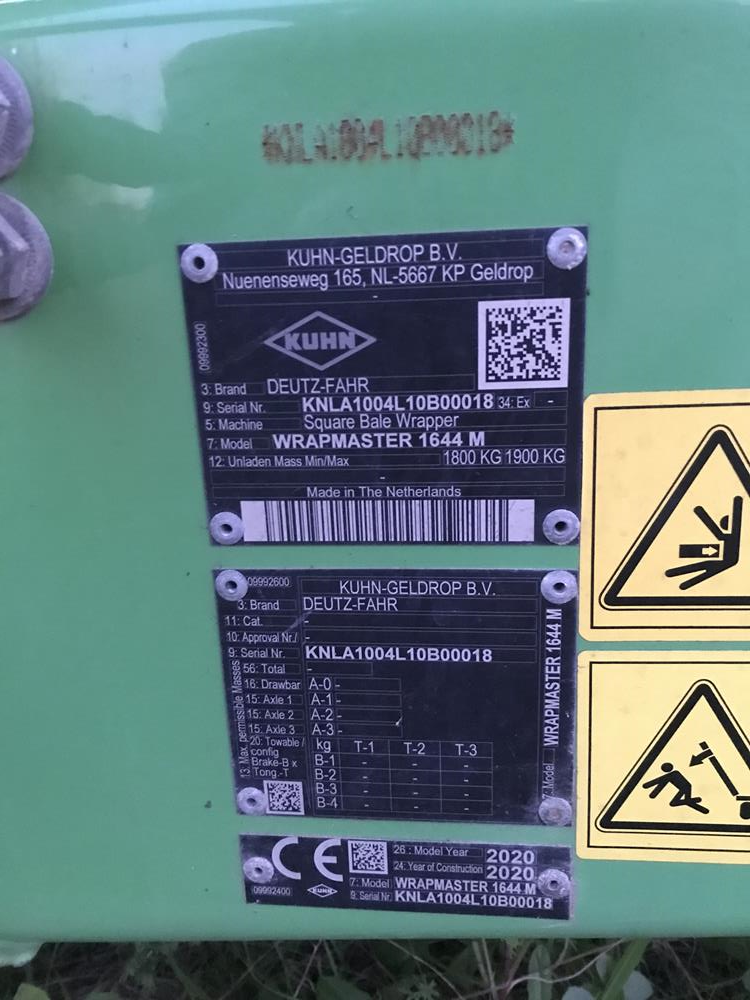 *KNLA1004L10B00018*
KUHN-GELDROP B.V.
Nuenenseweg 165, NL-5667 KP Geldrop
-
09992300
KUHN
3: Brand DEUTZ-FAHR
9: Serial Nr. KNLA1004L10B00018 34: Ex -
5: Machine Square Bale Wrapper
7: Model WRAPMASTER 1644 M
12: Unladen Mass Min/Max 1800 KG 1900 KG
-
Made in The Netherlands
09992600 KUHN-GELDROP B.V.
3: Brand DEUTZ-FAHR
11: Cat. -
10: Approval Nr./ -
9: Serial Nr. KNLA1004L10B00018
13: Max. permissible Masses
56: Total -
16: Drawbar A-0 -
15: Axle 1 A-1 -
15: Axle 2 A-2 -
15: Axle 3 A-3 -
20: Towable / kg T-1 T-2 T-3
config B-1 - - -
Brake-B x B-2 - - -
Tong.-T B-3 - - -
B-4 - - -
7: Model WRAPMASTER 1644 M
CE
26 : Model Year 2020
24: Year of Construction 2020
7: Model WRAPMASTER 1644 M
09992400 KUHN 9: Serial Nr. KNLA1004L10B00018